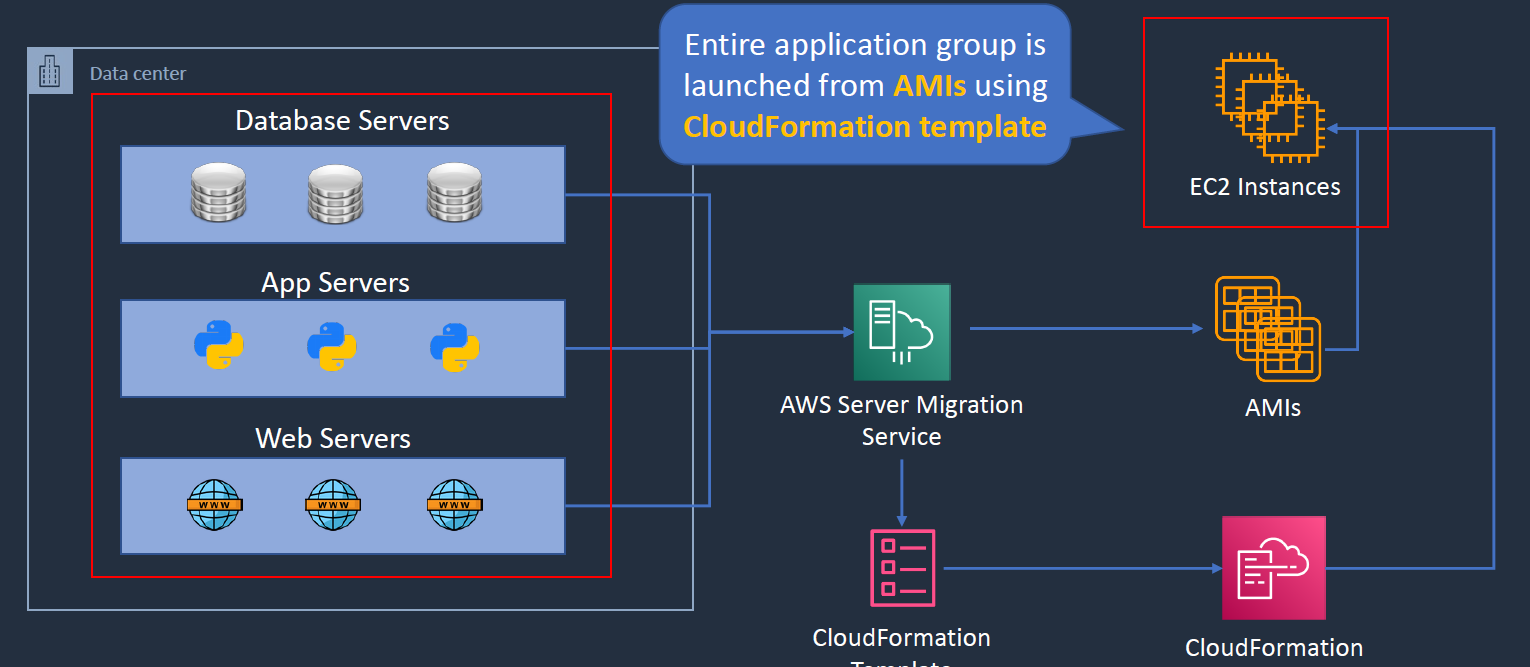 Data center
Database Servers
App Servers
Web Servers
WWW
WWW
WWW
Entire application group is
launched from AMIs using
CloudFormation template
EC2 Instances
AWS Server Migration
Service
AMIs
CloudFormation
Template
CloudFormation